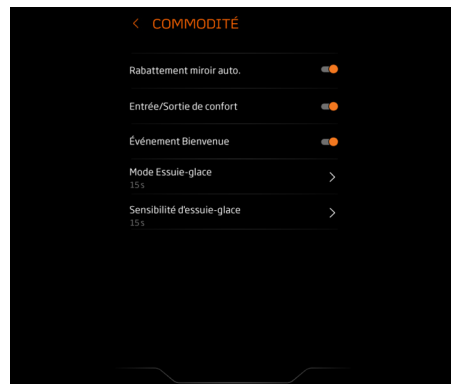 COMMODITÉ
Rabattement miroir auto.
Entrée/Sortie de confort
Événement Bienvenue
Mode Essuie-glace
15 s
Sensibilité d'essuie-glace
15 s